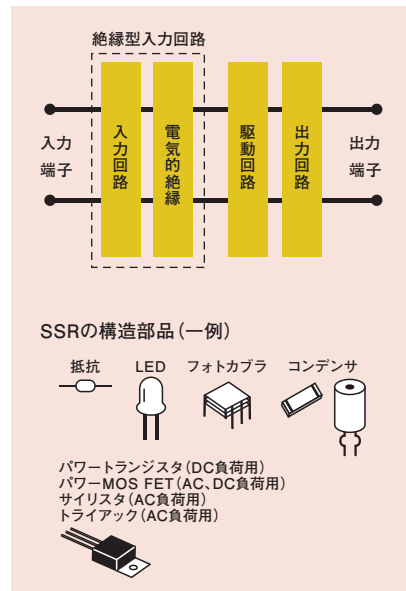 絶縁型入力回路
入力
端子
入力回路
電気的絶縁
駆動回路
出力回路
出力
端子
SSRの構造部品（一例）
抵抗
LED
フォトカプラ
コンデンサ
パワートランジスタ（DC負荷用）
パワーMOS FET（AC、DC負荷用）
サイリスタ（AC負荷用）
トライアック（AC負荷用）